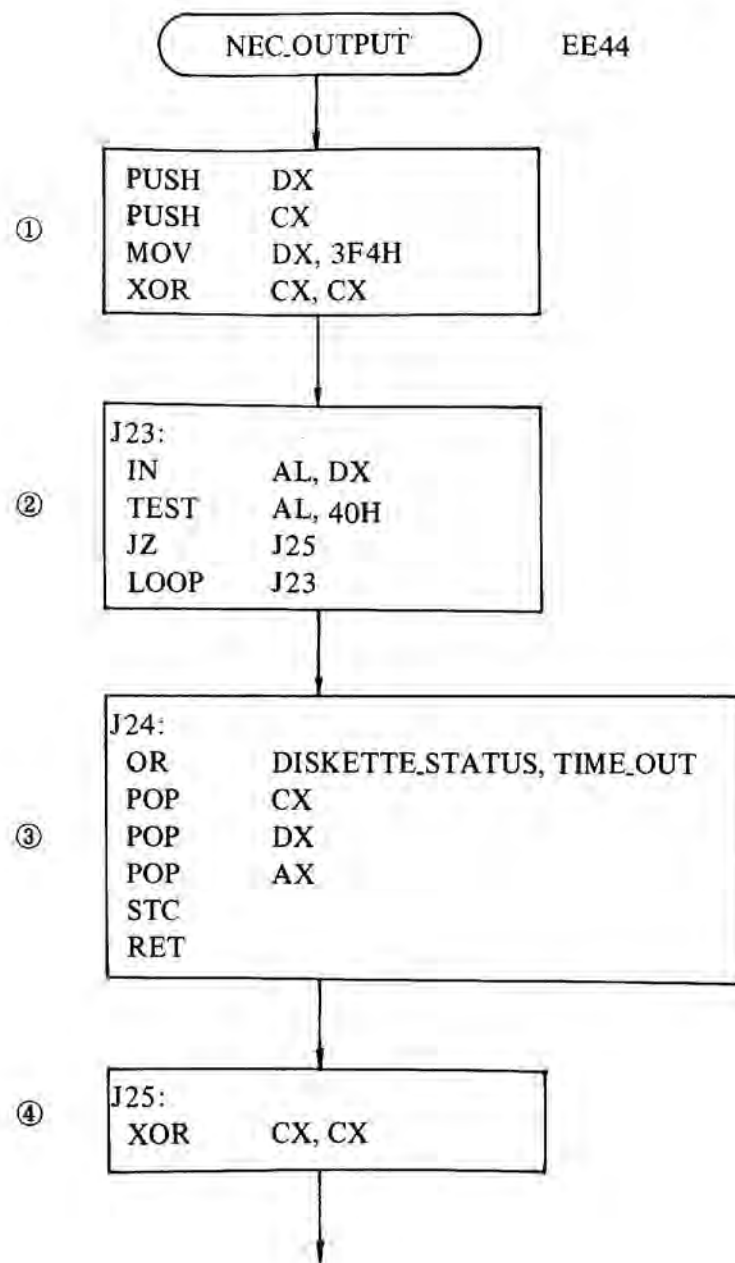 NEC_OUTPUT EE44
①
PUSH DX
PUSH CX
MOV DX, 3F4H
XOR CX, CX
②
J23:
IN AL, DX
TEST AL, 40H
JZ J25
LOOP J23
③
J24:
OR DISKETTE_STATUS, TIME_OUT
POP CX
POP DX
POP AX
STC
RET
④
J25:
XOR CX, CX